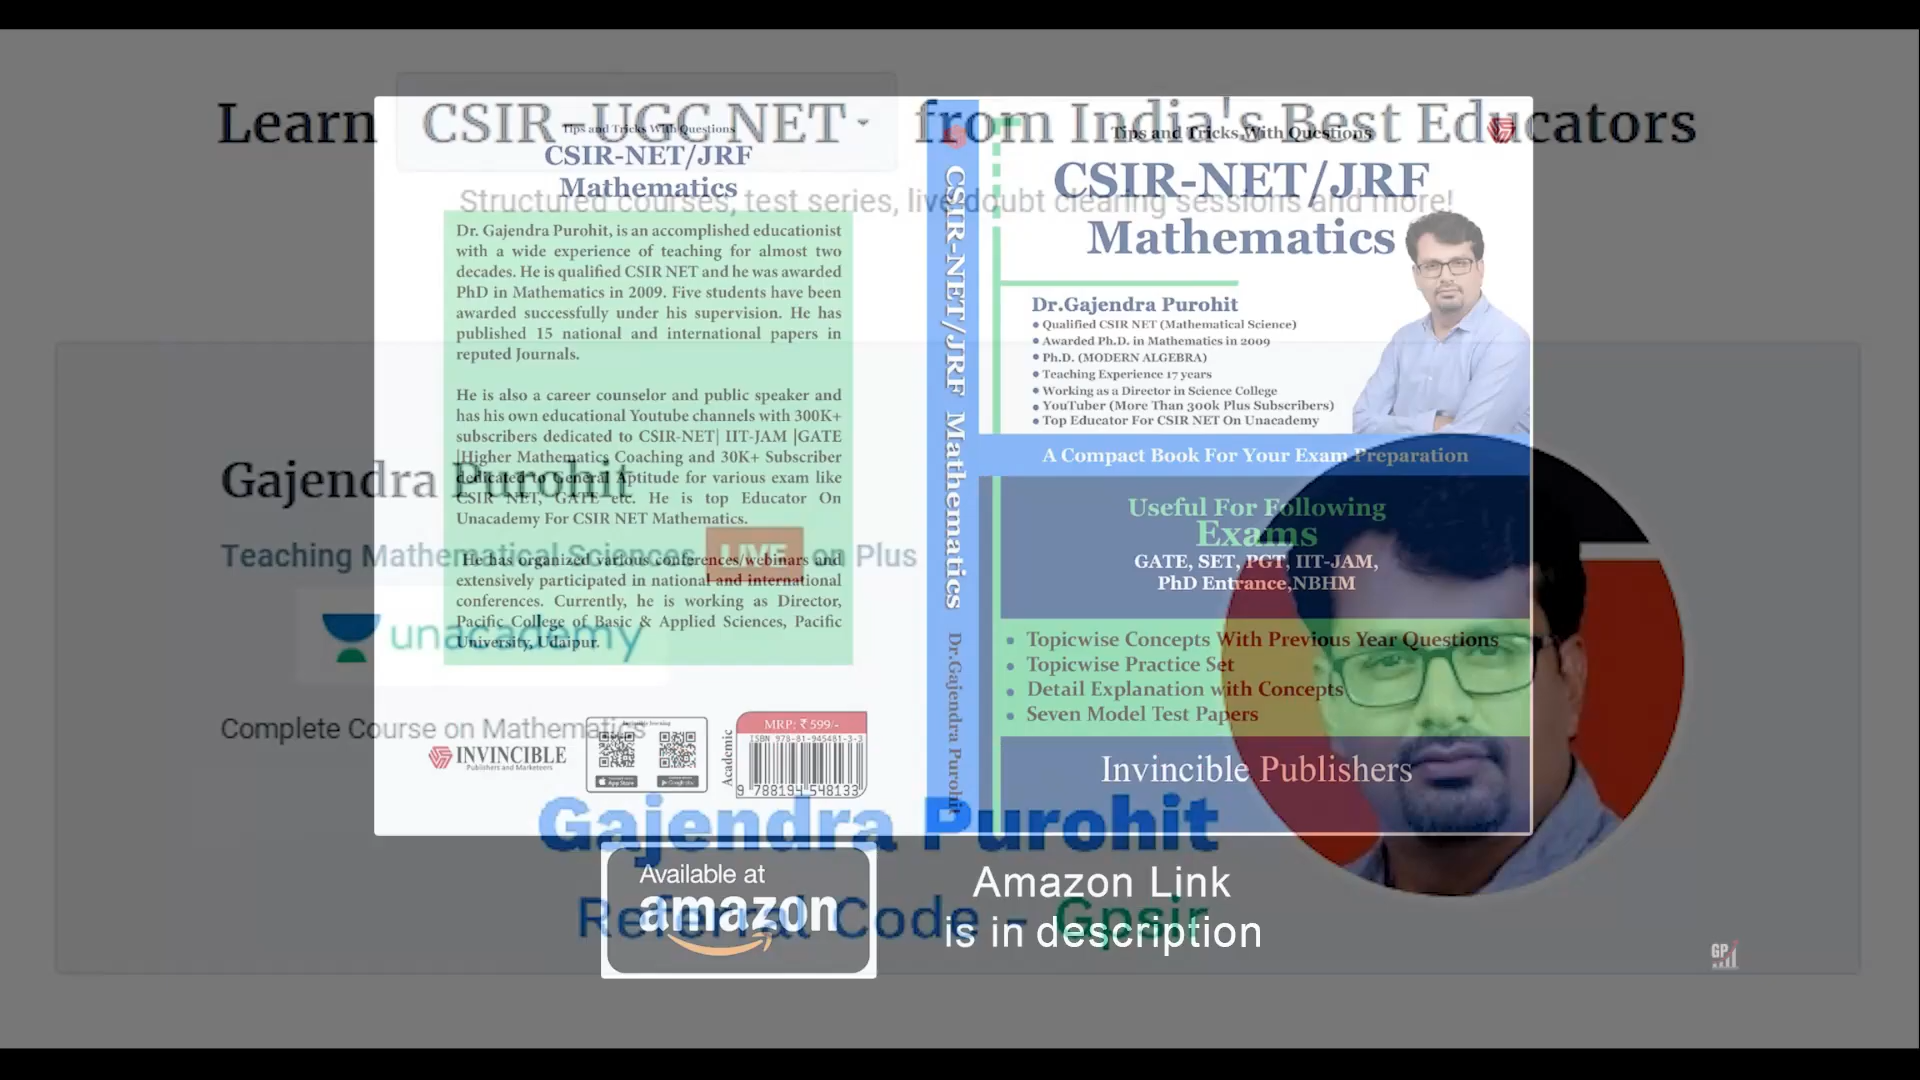 Learn CSIR-UGC NET from India's Best Educators
Structured courses, test series, live doubt clearing sessions and more!
Gajendra Purohit
Teaching Mathematical Sciences LIVE on Plus
unacademy
Complete Course on Mathematics
Gajendra Purohit
Referral Code - Gpsir
Tips and Tricks With Questions
CSIR-NET/JRF
Mathematics
Dr. Gajendra Purohit, is an accomplished educationist
with a wide experience of teaching for almost two
decades. He is qualified CSIR NET and he was awarded
PhD in Mathematics in 2009. Five students have been
awarded successfully under his supervision. He has
published 15 national and international papers in
reputed Journals.
He is also a career counselor and public speaker and
has his own educational Youtube channels with 300K+
subscribers dedicated to CSIR-NET| IIT-JAM |GATE
|Higher Mathematics Coaching and 30K+ Subscriber
dedicated to General Aptitude for various exam like
CSIR NET, GATE etc. He is top Educator On
Unacademy For CSIR NET Mathematics.
He has organized various conferences/webinars and
extensively participated in national and international
conferences. Currently, he is working as Director,
Pacific College of Basic & Applied Sciences, Pacific
University, Udaipur.
INVINCIBLE
Publishers and Marketeers
App Store
Academic
MRP: ₹ 599/-
ISBN 978-81-945481-3-3
9 788194 548133
CSIR-NET/JRF Mathematics Dr.Gajendra Purohit
Tips and Tricks With Questions
CSIR-NET/JRF
Mathematics
Dr.Gajendra Purohit
• Qualified CSIR NET (Mathematical Science)
• Awarded Ph.D. in Mathematics in 2009
• Ph.D. (MODERN ALGEBRA)
• Teaching Experience 17 years
• Working as a Director in Science College
• YouTuber (More Than 300k Plus Subscribers)
• Top Educator For CSIR NET On Unacademy
A Compact Book For Your Exam Preparation
Useful For Following
Exams
GATE, SET, PGT, IIT-JAM,
PhD Entrance,NBHM
• Topicwise Concepts With Previous Year Questions
• Topicwise Practice Set
• Detail Explanation with Concepts
• Seven Model Test Papers
Invincible Publishers
Available at
amazon
Amazon Link
is in description
GP